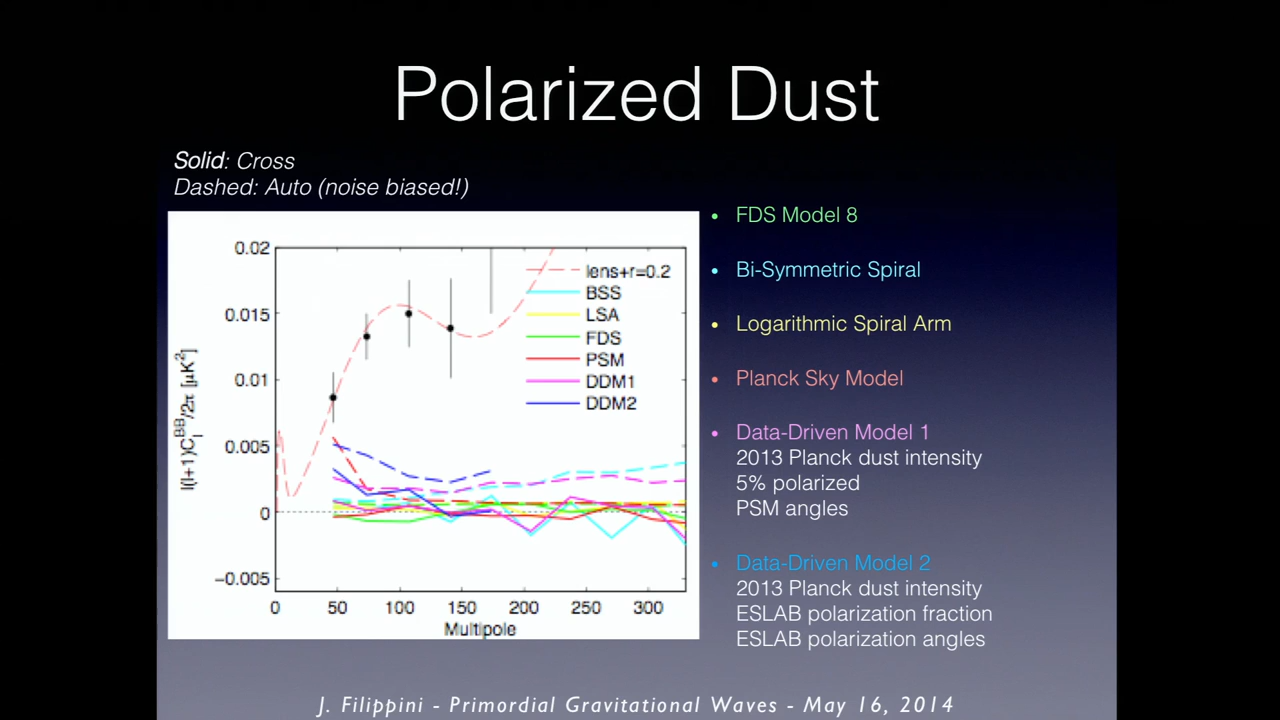 Polarized Dust
Solid: Cross
Dashed: Auto (noise biased!)
0.02
0.015
0.01
0.005
0
−0.005
l(l+1)C_l^BB/2π [μK²]
0 50 100 150 200 250 300
Multipole
lens+r=0.2
BSS
LSA
FDS
PSM
DDM1
DDM2
• FDS Model 8
• Bi-Symmetric Spiral
• Logarithmic Spiral Arm
• Planck Sky Model
• Data-Driven Model 1
2013 Planck dust intensity
5% polarized
PSM angles
• Data-Driven Model 2
2013 Planck dust intensity
ESLAB polarization fraction
ESLAB polarization angles
J. Filippini - Primordial Gravitational Waves - May 16, 2014